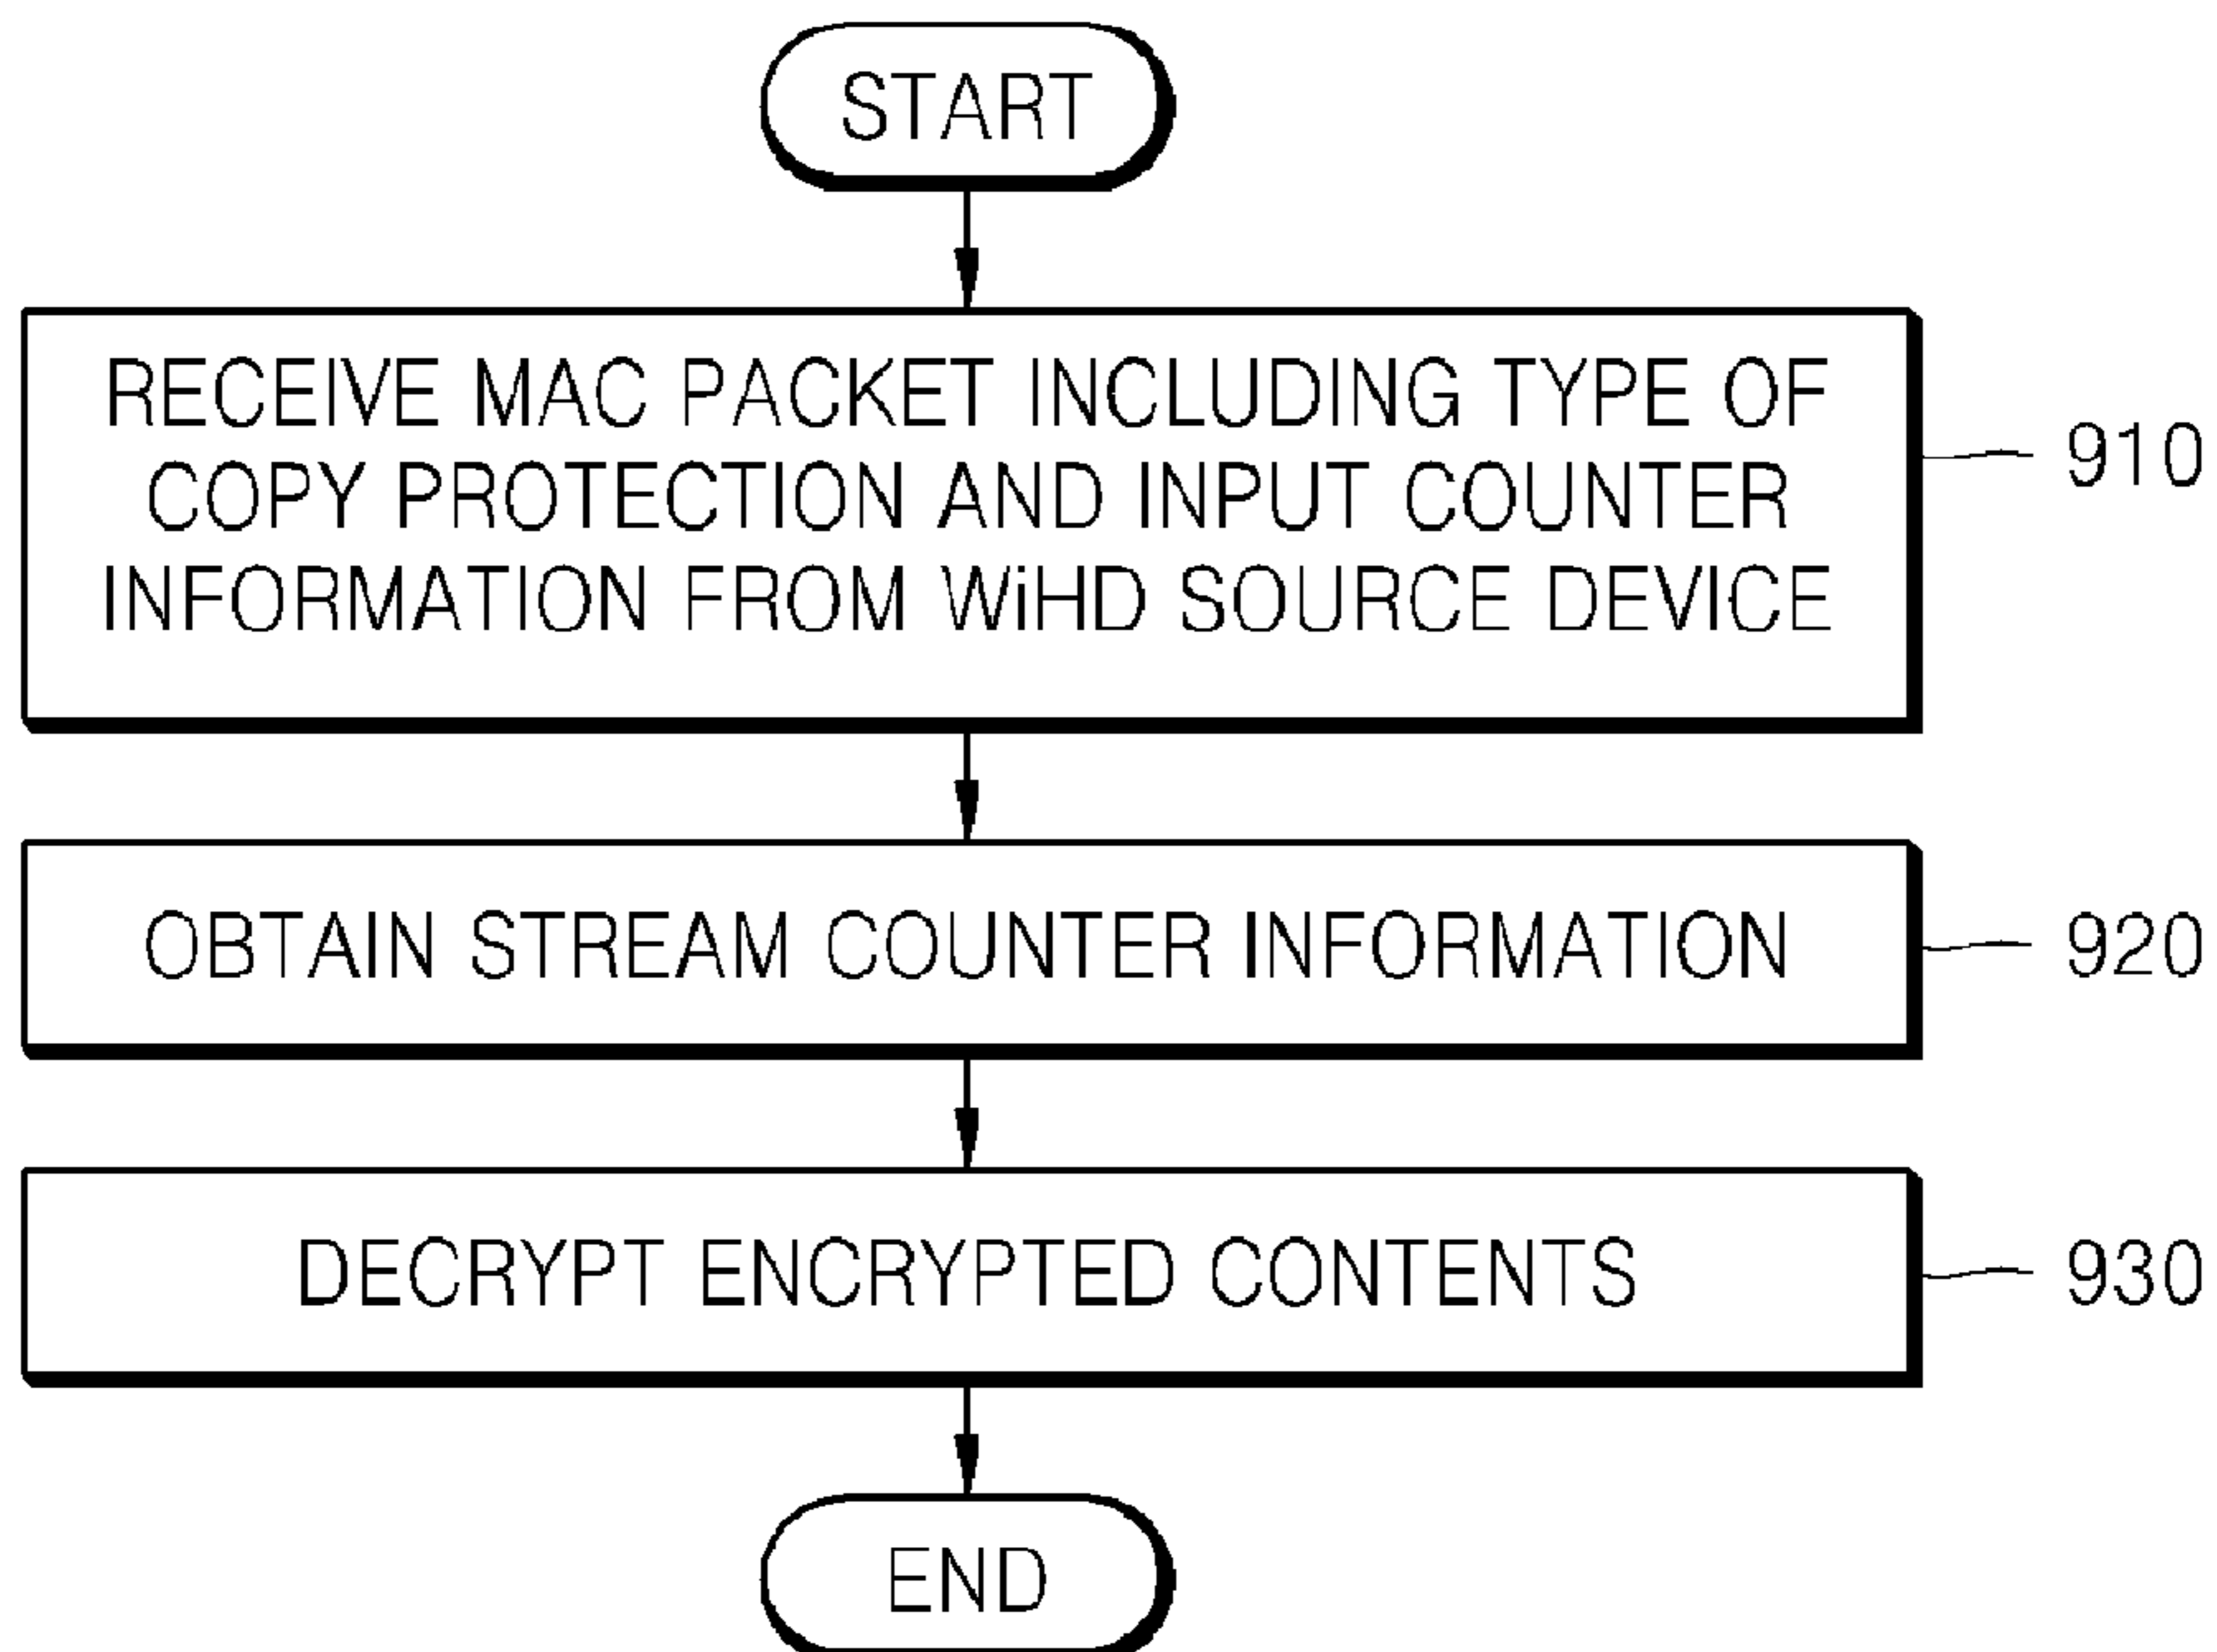 START
RECEIVE MAC PACKET INCLUDING TYPE OF
COPY PROTECTION AND INPUT COUNTER
INFORMATION FROM WiHD SOURCE DEVICE
910
OBTAIN STREAM COUNTER INFORMATION
920
DECRYPT ENCRYPTED CONTENTS
930
END